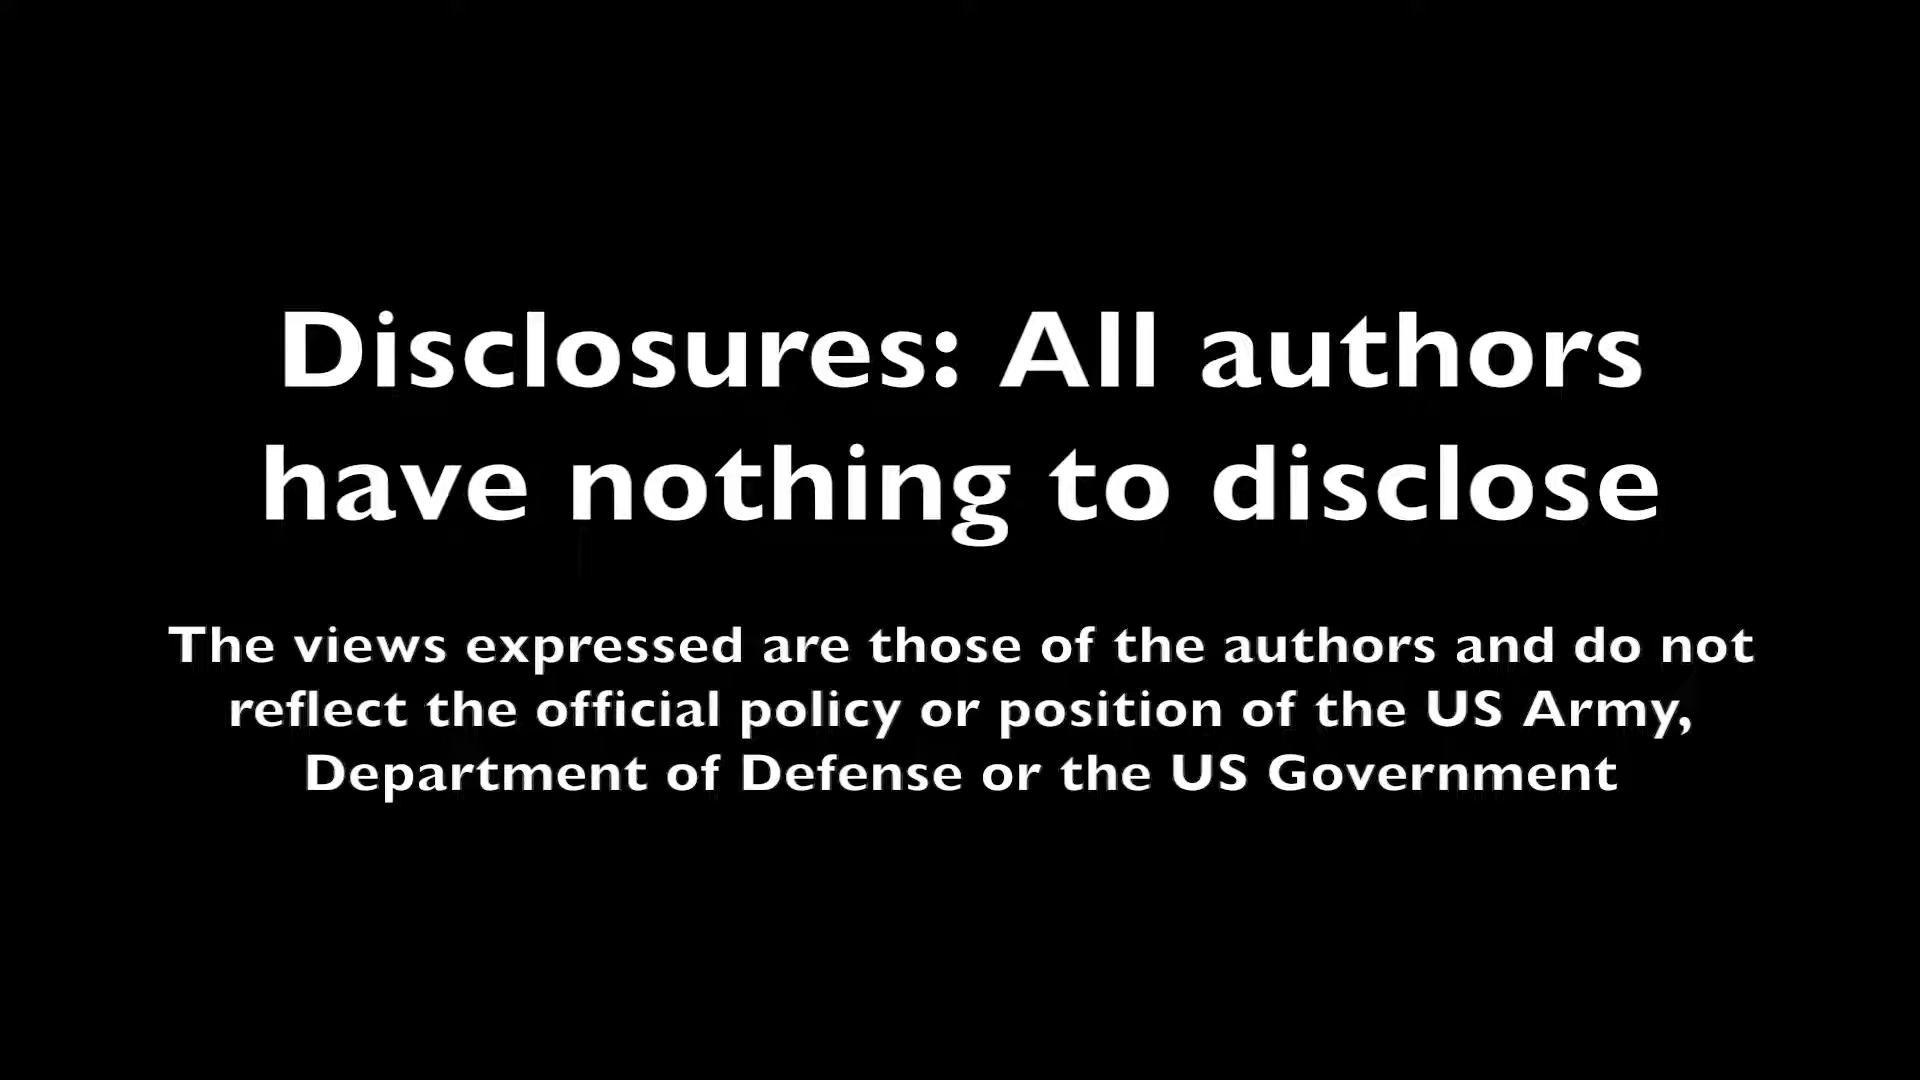 Disclosures: All authors
have nothing to disclose
The views expressed are those of the authors and do not
reflect the official policy or position of the US Army,
Department of Defense or the US Government